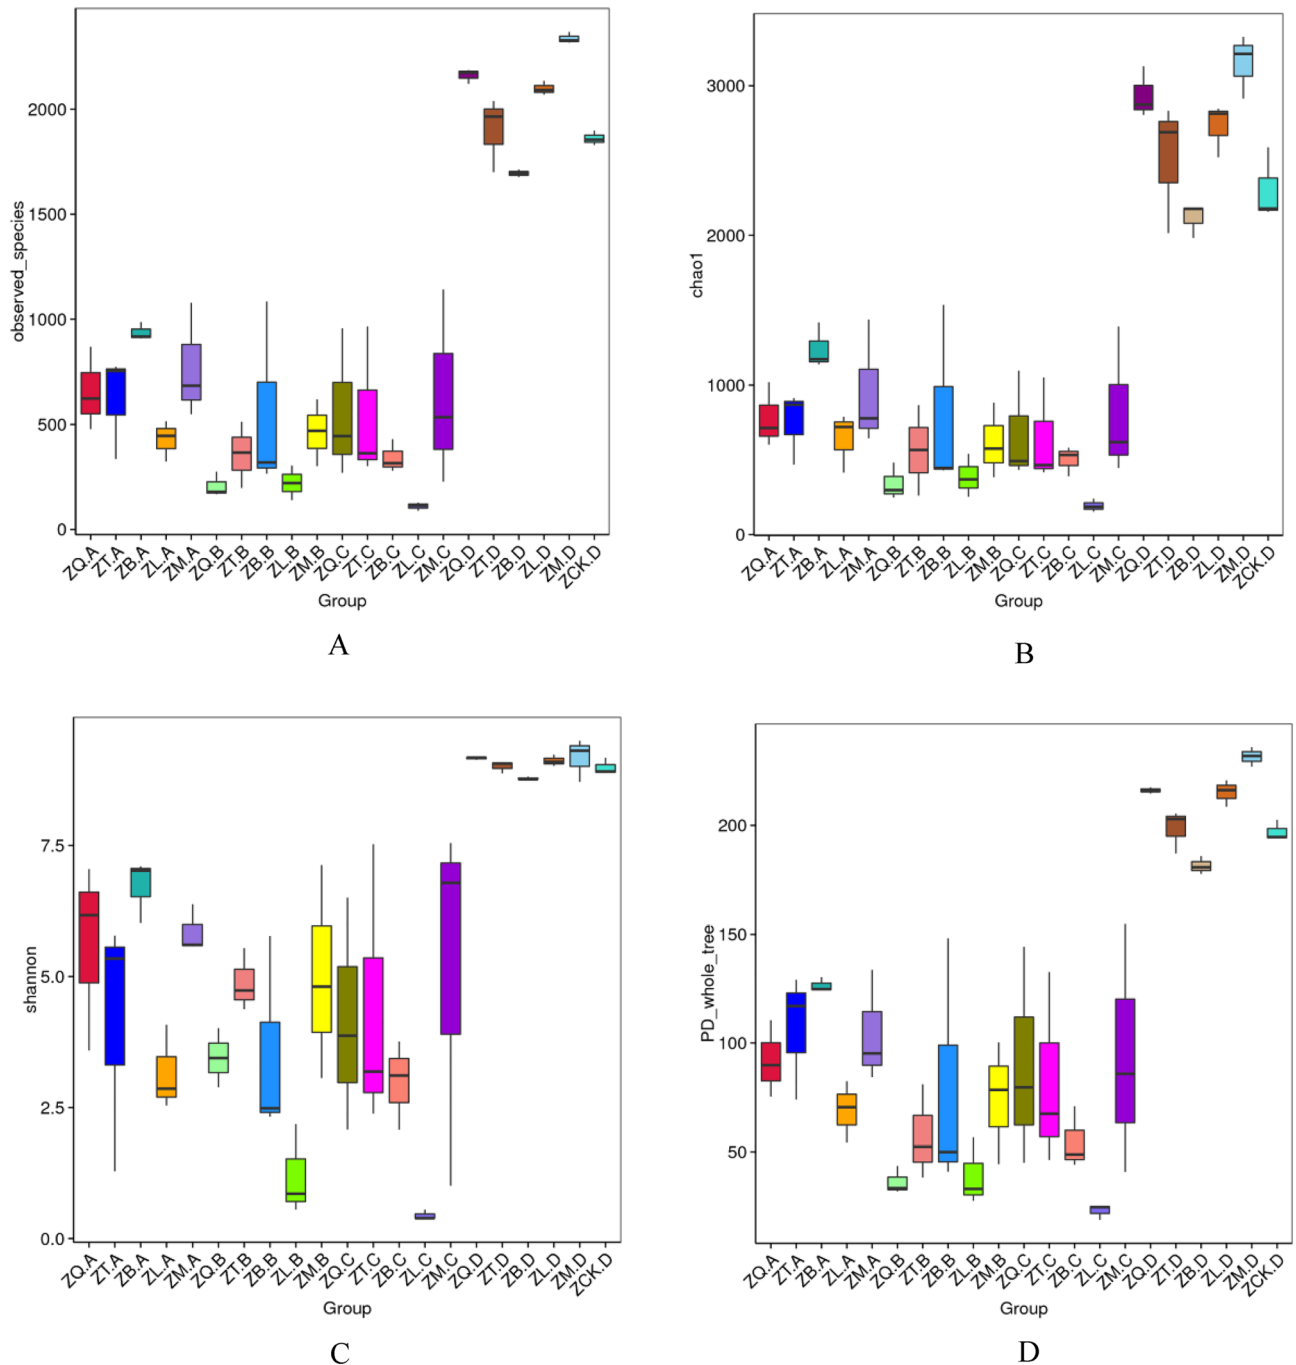 observed_species
2000
1500
1000
500
0
ZQ.A ZT.A ZB.A ZL.A ZM.A ZQ.B ZT.B ZB.B ZL.B ZM.B ZQ.C ZT.C ZB.C ZL.C ZM.C ZQ.D ZT.D ZB.D ZL.D ZM.D ZCK.D
Group
A
chao1
3000
2000
1000
0
ZQ.A ZT.A ZB.A ZL.A ZM.A ZQ.B ZT.B ZB.B ZL.B ZM.B ZQ.C ZT.C ZB.C ZL.C ZM.C ZQ.D ZT.D ZB.D ZL.D ZM.D ZCK.D
Group
B
shannon
7.5
5.0
2.5
0.0
ZQ.A ZT.A ZB.A ZL.A ZM.A ZQ.B ZT.B ZB.B ZL.B ZM.B ZQ.C ZT.C ZB.C ZL.C ZM.C ZQ.D ZT.D ZB.D ZL.D ZM.D ZCK.D
Group
C
PD_whole_tree
200
150
100
50
ZQ.A ZT.A ZB.A ZL.A ZM.A ZQ.B ZT.B ZB.B ZL.B ZM.B ZQ.C ZT.C ZB.C ZL.C ZM.C ZQ.D ZT.D ZB.D ZL.D ZM.D ZCK.D
Group
D